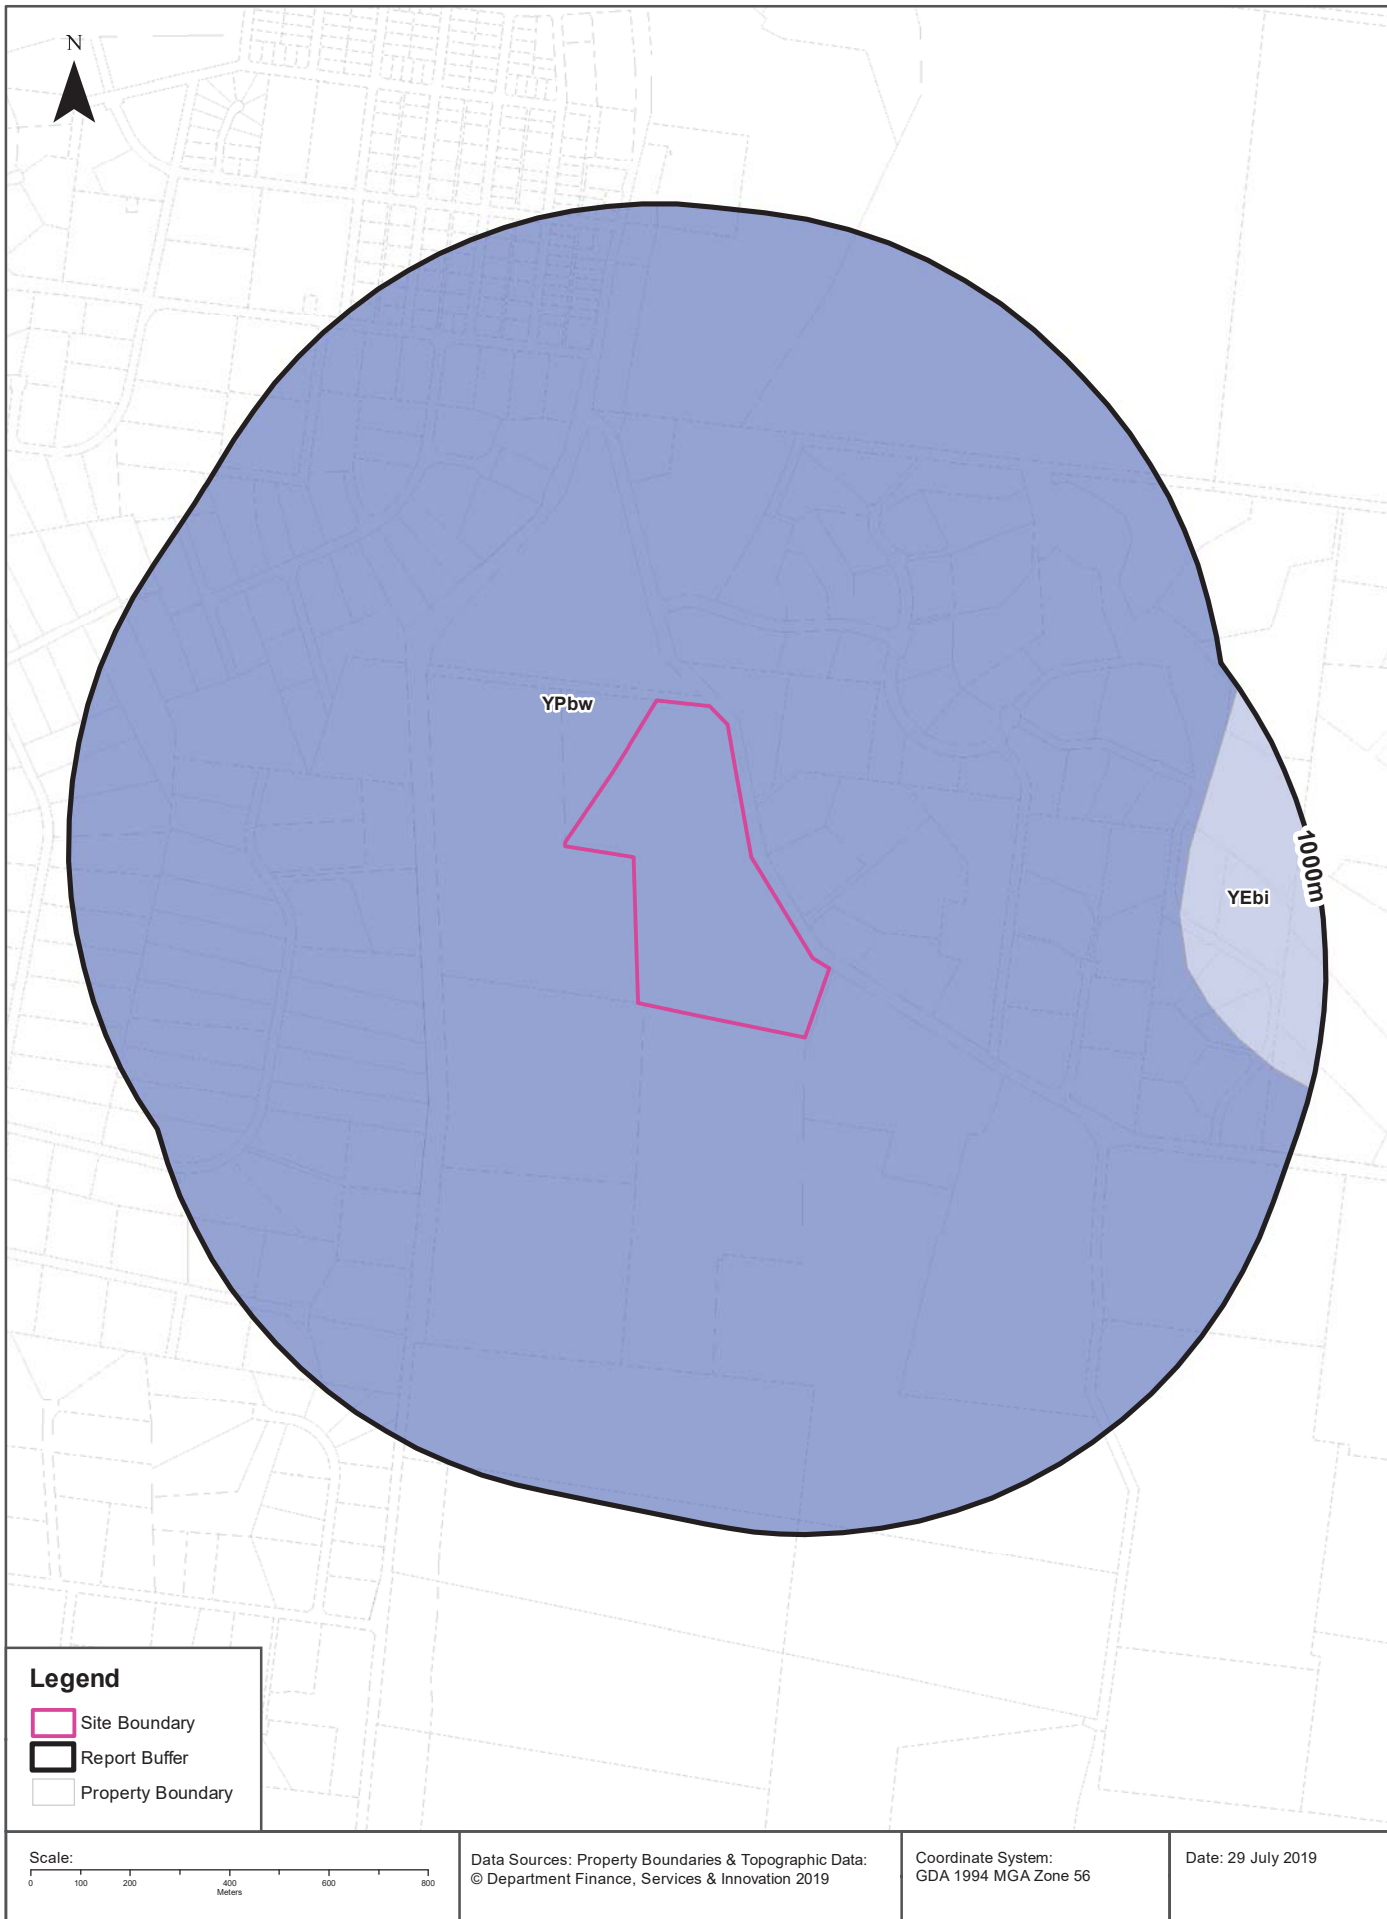 N
YPbw
1000m
YEbi
Legend
Site Boundary
Report Buffer
Property Boundary
Scale:
0 100 200 400 800
Meters
Data Sources: Property Boundaries & Topographic Data:
© Department Finance, Services & Innovation 2019
Coordinate System:
GDA 1994 MGA Zone 56
Date: 29 July 2019